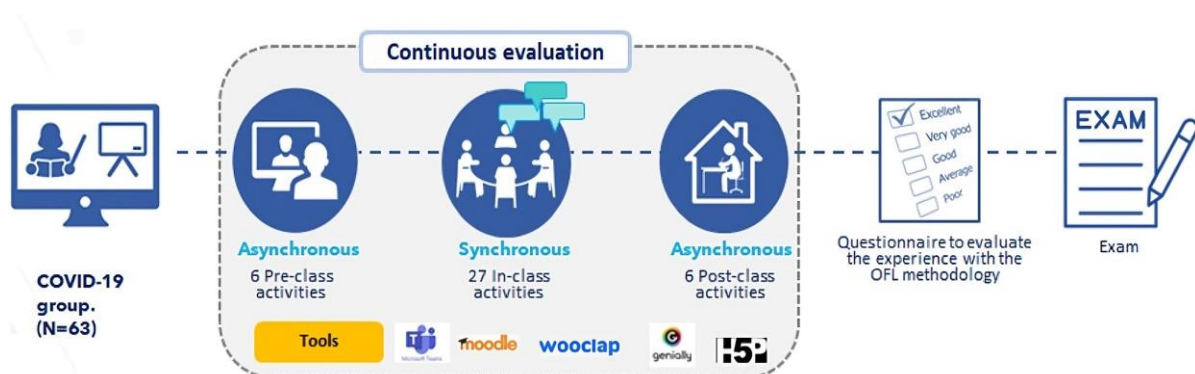 Continuous evaluation
Excellent
Very good
Good
Average
Poor
EXAM
Asynchronous
6 Pre-class
activities
Synchronous
27 In-class
activities
Asynchronous
6 Post-class
activities
Questionnaire to evaluate
the experience with the
OFL methodology
Exam
COVID-19
group.
(N=63)
Tools
Microsoft Teams
moodle
wooclap
genially
H5P